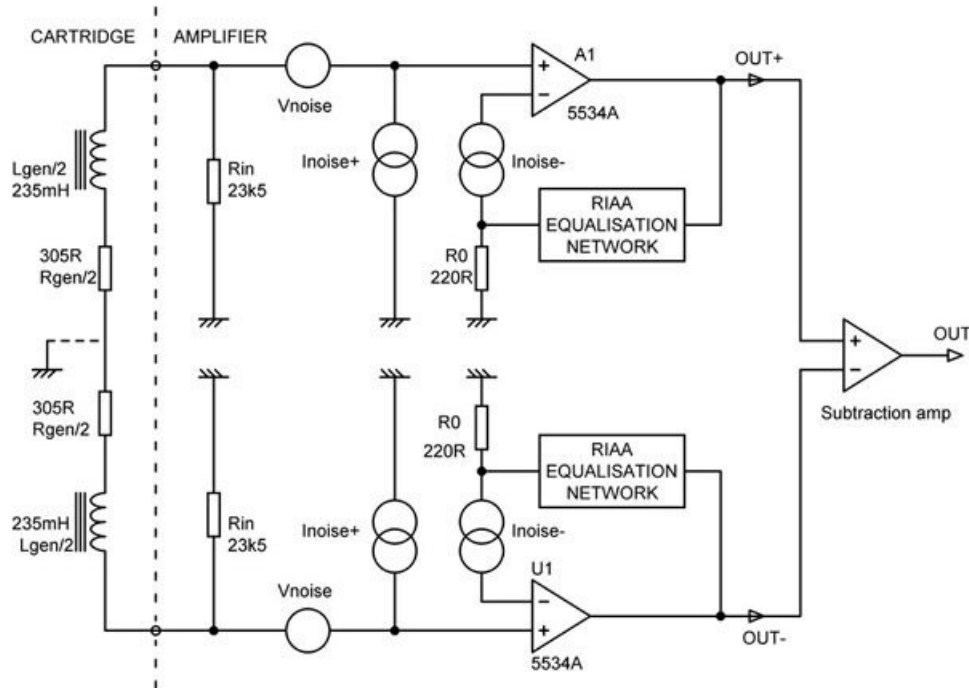 CARTRIDGE
AMPLIFIER
Vnoise
A1
5534A
OUT+
Lgen/2
235mH
Rin
23k5
Inoise+
Inoise-
RIAA
EQUALISATION
NETWORK
305R
Rgen/2
R0
220R
OUT
Subtraction amp
305R
Rgen/2
R0
220R
RIAA
EQUALISATION
NETWORK
235mH
Lgen/2
Rin
23k5
Inoise+
Inoise-
Vnoise
U1
5534A
OUT-